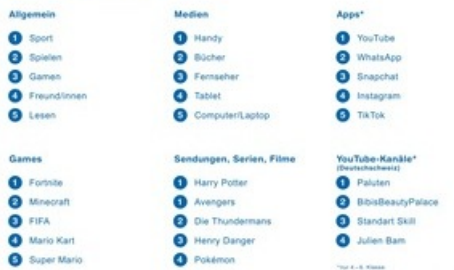 Allgemein
1 Sport
2 Spielen
3 Gamen
4 Freund/innen
5 Lesen
Medien
1 Handy
2 Bücher
3 Fernseher
4 Tablet
5 Computer/Laptop
Apps*
1 YouTube
2 WhatsApp
3 Snapchat
4 Instagram
5 TikTok
Games
1 Fortnite
2 Minecraft
3 FIFA
4 Mario Kart
5 Super Mario
Sendungen, Serien, Filme
1 Harry Potter
1 Avengers
2 Die Thundermans
3 Henry Danger
4 Pokémon
YouTube-Kanäle*
(Deutschschweiz)
1 Paluten
2 BibisBeautyPalace
3 Standart Skill
4 Julien Bam